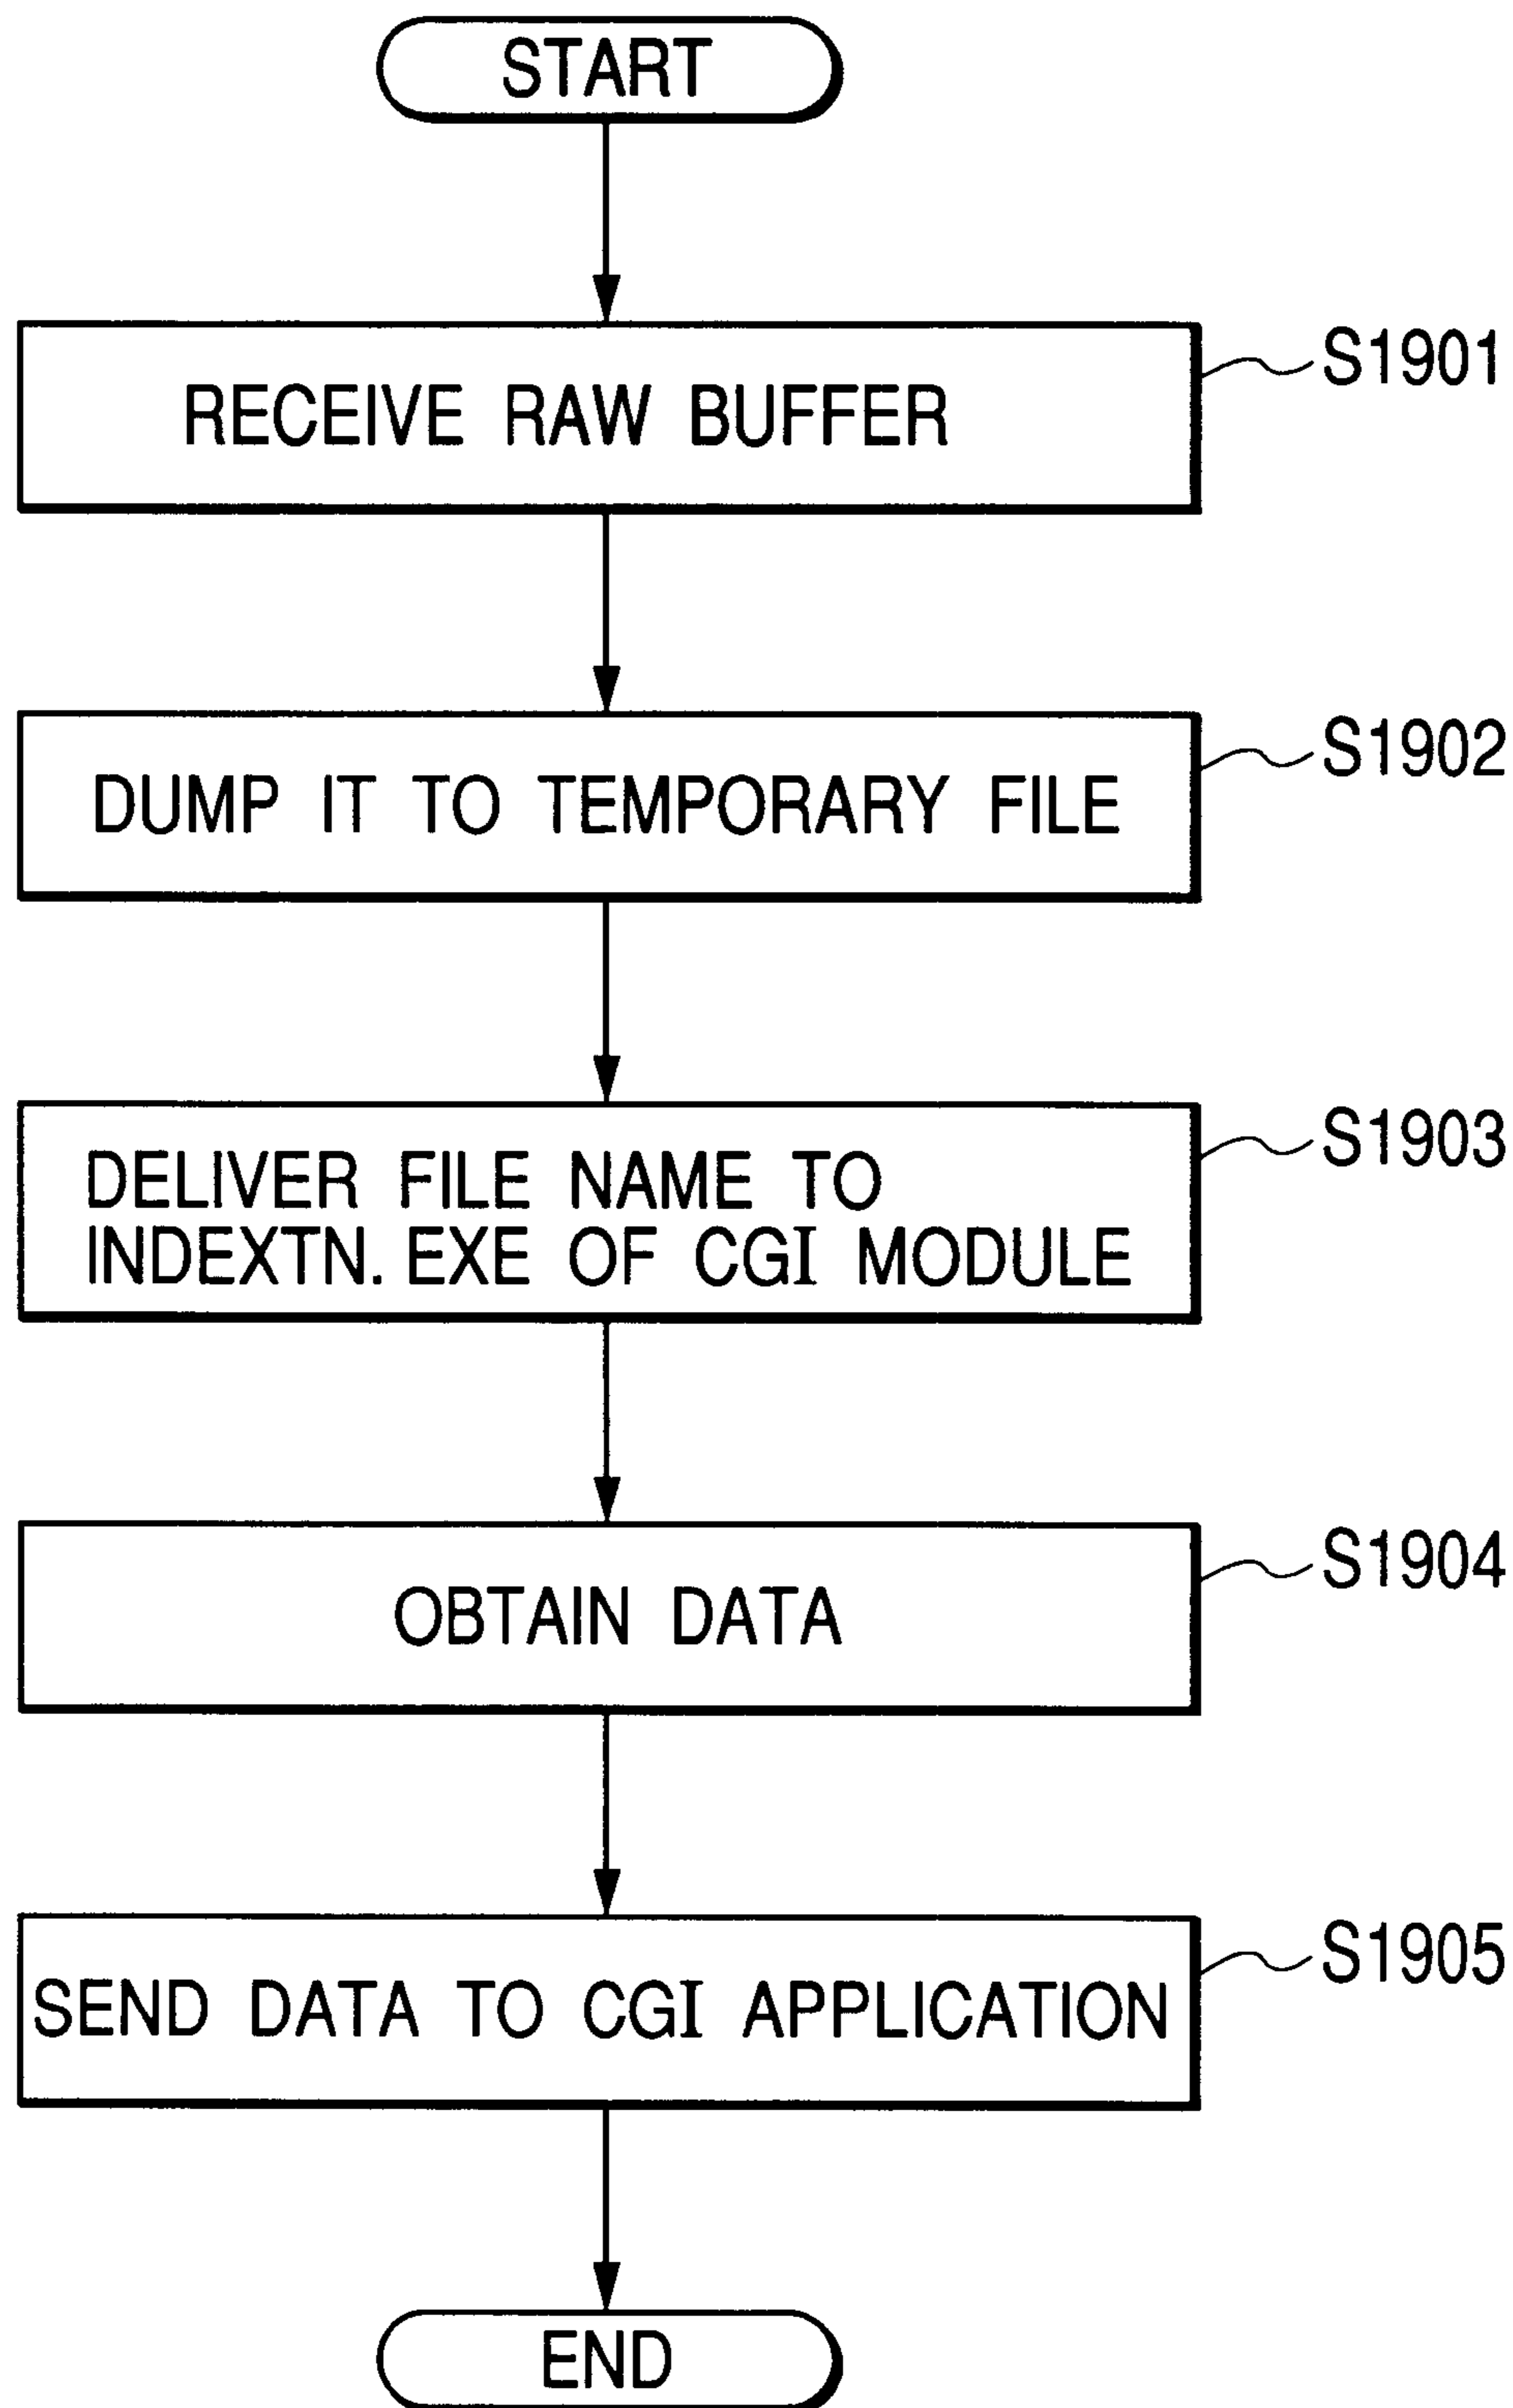 START
RECEIVE RAW BUFFER
S1901
DUMP IT TO TEMPORARY FILE
S1902
DELIVER FILE NAME TO
INDEXTN. EXE OF CGI MODULE
S1903
OBTAIN DATA
S1904
SEND DATA TO CGI APPLICATION
S1905
END